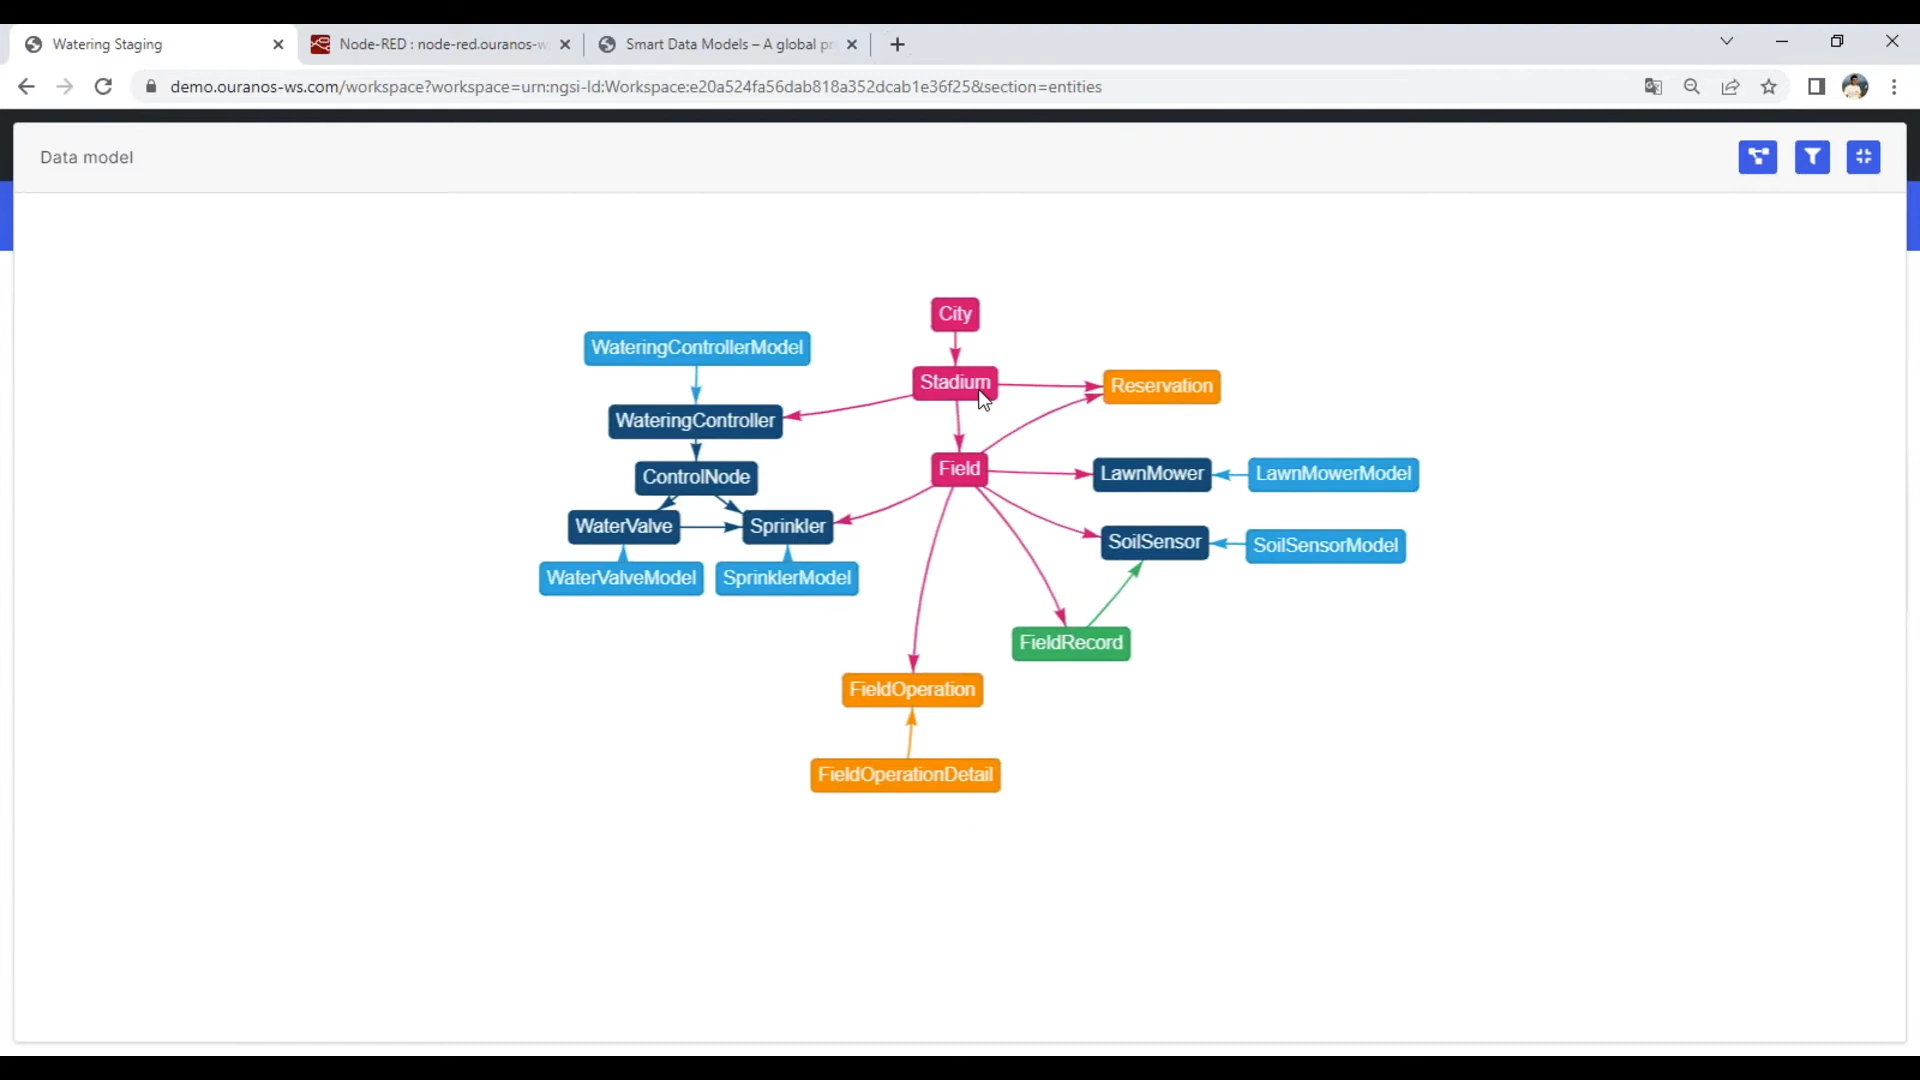 Watering Staging
Node-RED : node-red.ouranos-w
Smart Data Models – A global pr
demo.ouranos-ws.com/workspace?workspace=urn:ngsi-ld:Workspace:e20a524fa56dab818a352dcab1e36f25&section=entities
Data model
City
WateringControllerModel
Stadium
Reservation
WateringController
Field
LawnMower
LawnMowerModel
ControlNode
WaterValve
Sprinkler
SoilSensor
SoilSensorModel
WaterValveModel
SprinklerModel
FieldRecord
FieldOperation
FieldOperationDetail